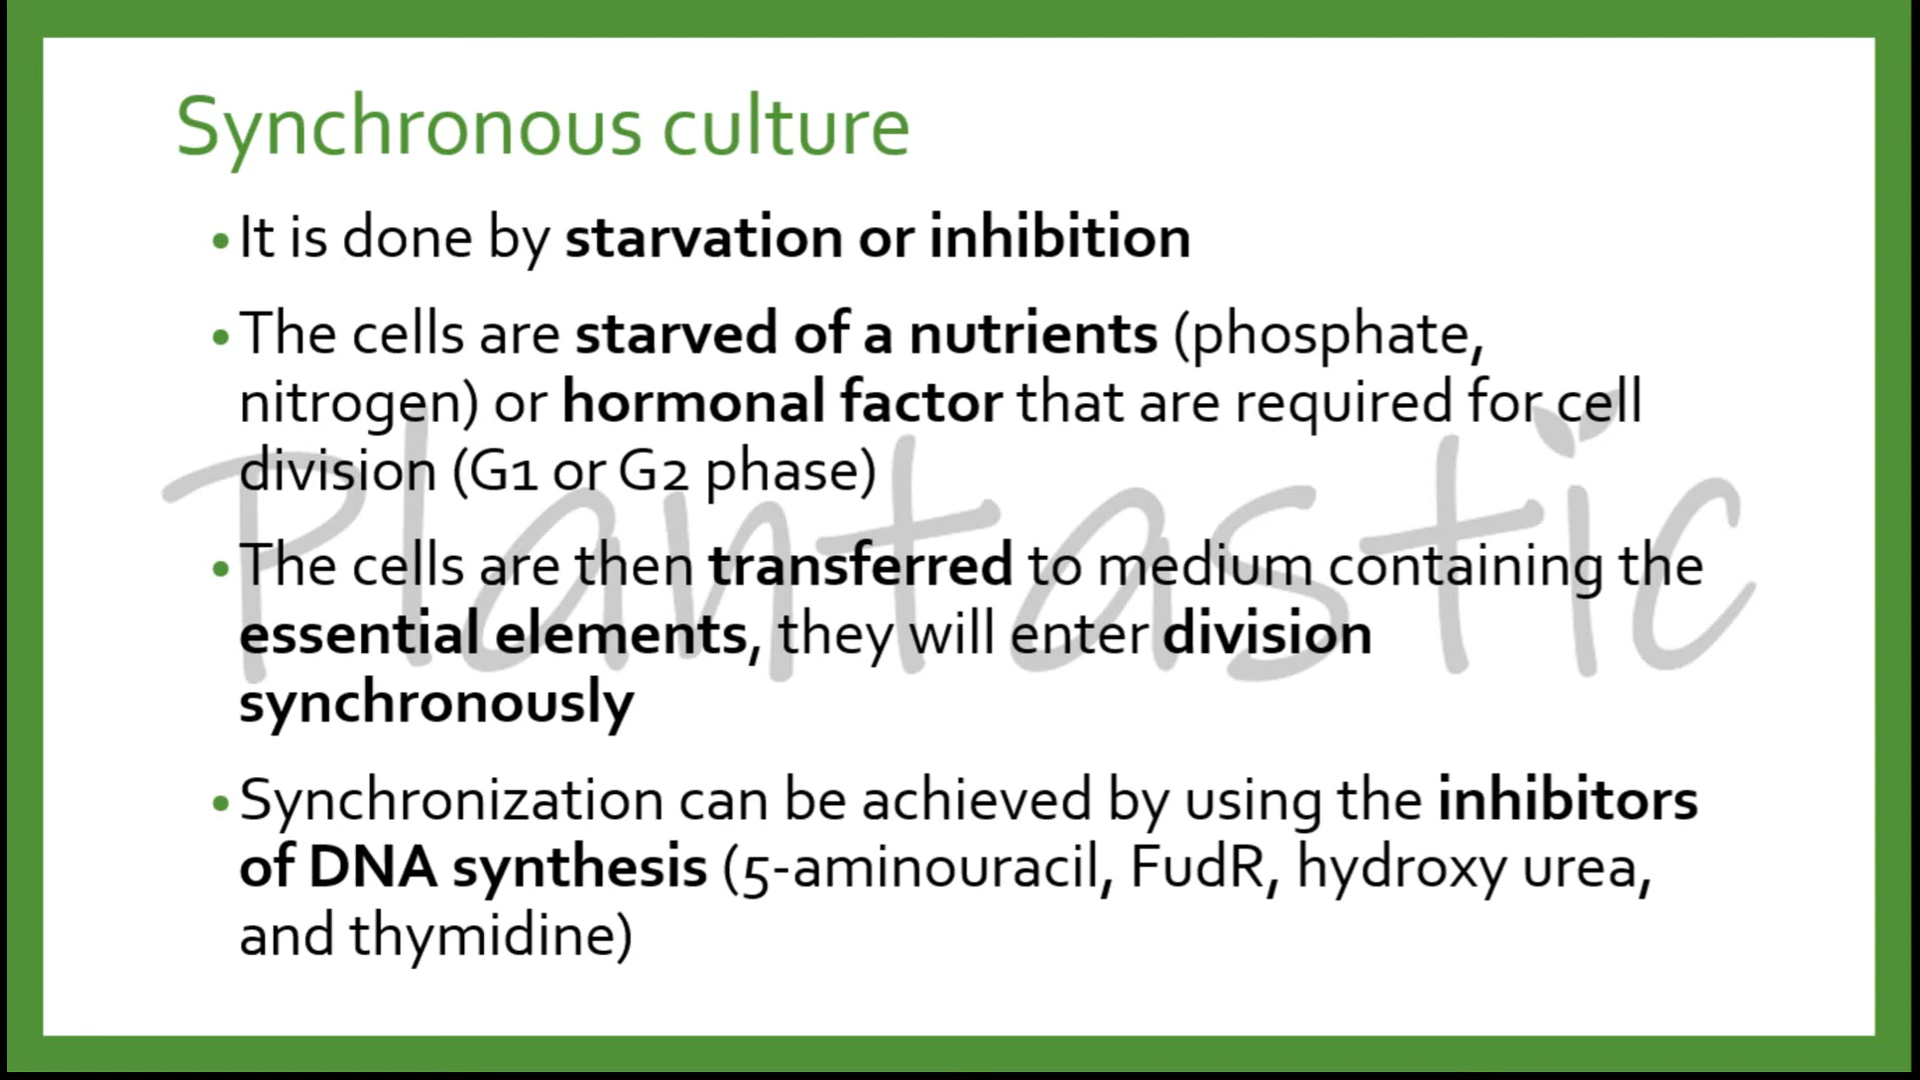 Synchronous culture
• It is done by starvation or inhibition
• The cells are starved of a nutrients (phosphate,
nitrogen) or hormonal factor that are required for cell
division (G1 or G2 phase)
• The cells are then transferred to medium containing the
essential elements, they will enter division
synchronously
• Synchronization can be achieved by using the inhibitors
of DNA synthesis (5-aminouracil, FudR, hydroxy urea,
and thymidine)
Plantastic